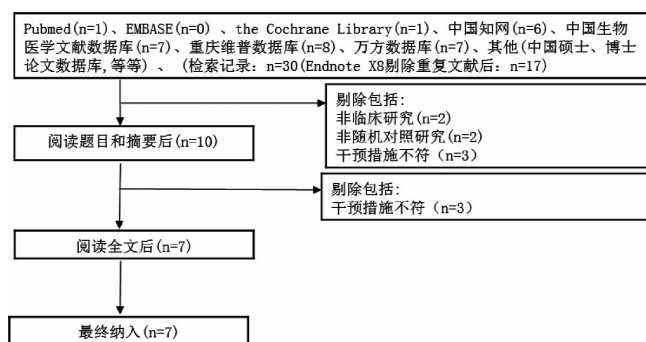 Pubmed(n=1)、EMBASE(n=0) 、the Cochrane Library(n=1)、中国知网(n=6)、中国生物
医学文献数据库(n=7)、重庆维普数据库(n=8)、万方数据库(n=7)、其他(中国硕士、博士
论文数据库,等等) 、 (检索记录: n=30(Endnote X8剔除重复文献后: n=17)
剔除包括:
非临床研究(n=2)
非随机对照研究(n=2)
干预措施不符（n=3）
阅读题目和摘要后(n=10)
剔除包括:
干预措施不符（n=3）
阅读全文后(n=7)
最终纳入(n=7)